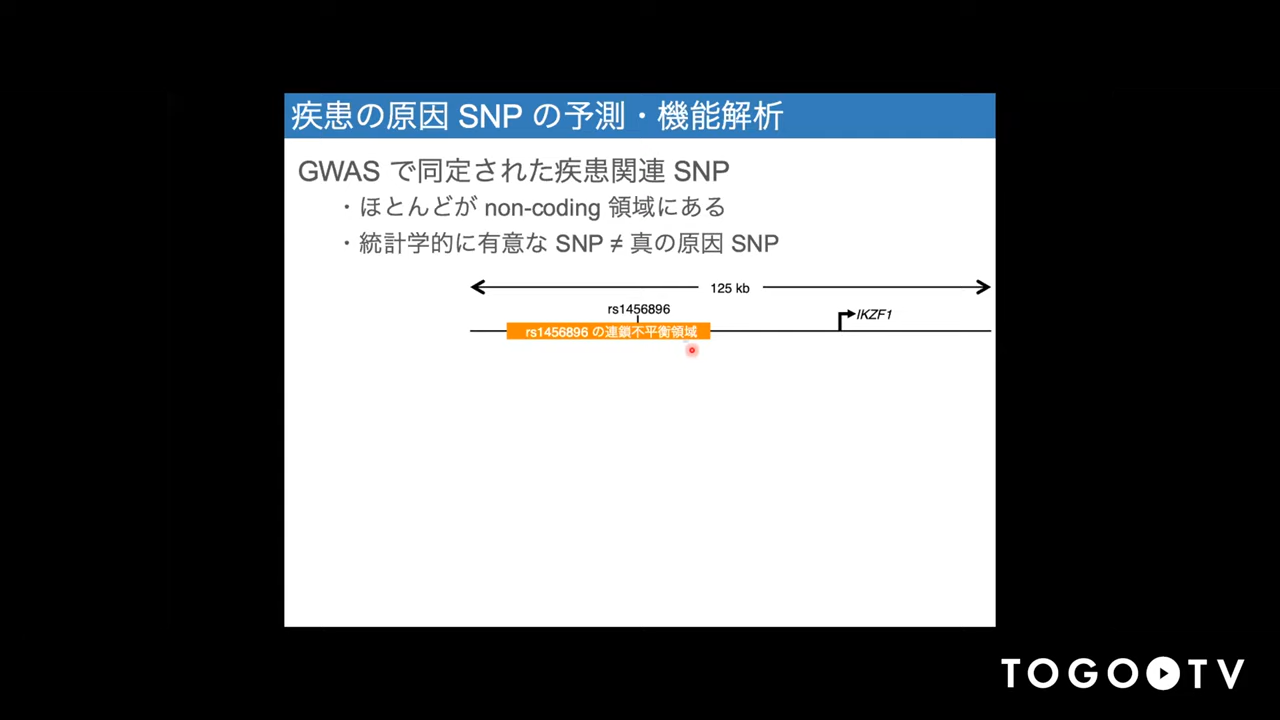 疾患の原因 SNP の予測・機能解析
GWAS で同定された疾患関連 SNP
・ほとんどが non-coding 領域にある
・統計学的に有意な SNP ≠ 真の原因 SNP
125 kb
rs1456896
IKZF1
rs1456896 の連鎖不平衡領域
TOGO TV